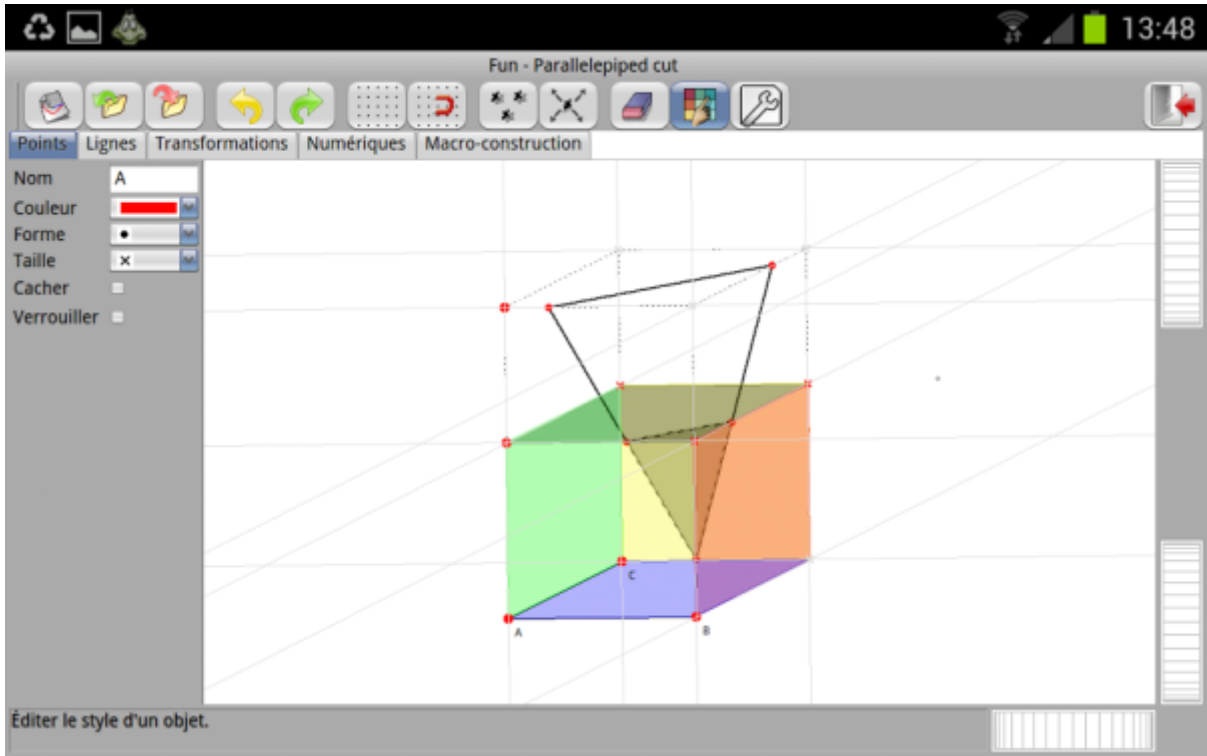 13:48
Fun - Parallelepiped cut
Points Lignes Transformations Numériques Macro-construction
Nom A
Couleur
Forme
Taille
Cacher
Verrouiller
C
A B
Éditer le style d'un objet.